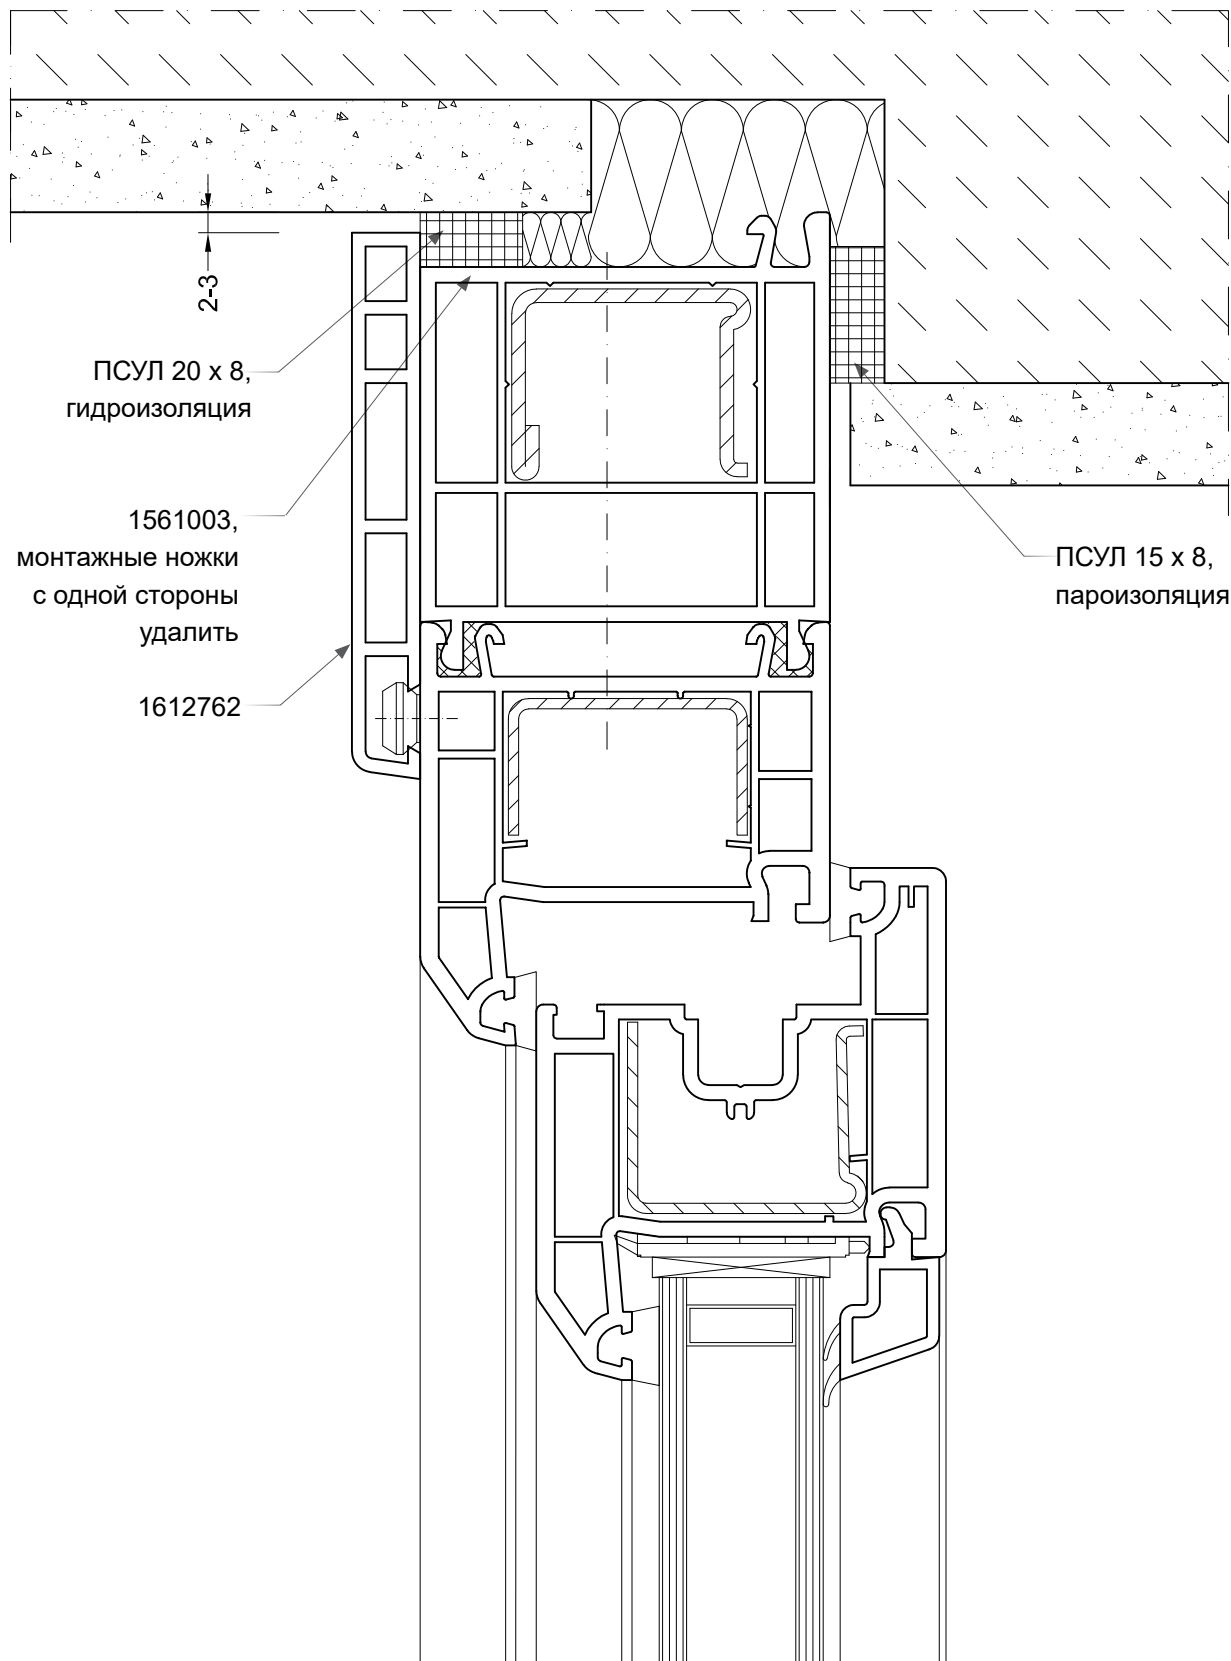 2-3
ПСУЛ 20 x 8,
гидроизоляция
1561003,
монтажные ножки
с одной стороны
удалить
ПСУЛ 15 x 8,
пароизоляция
1612762